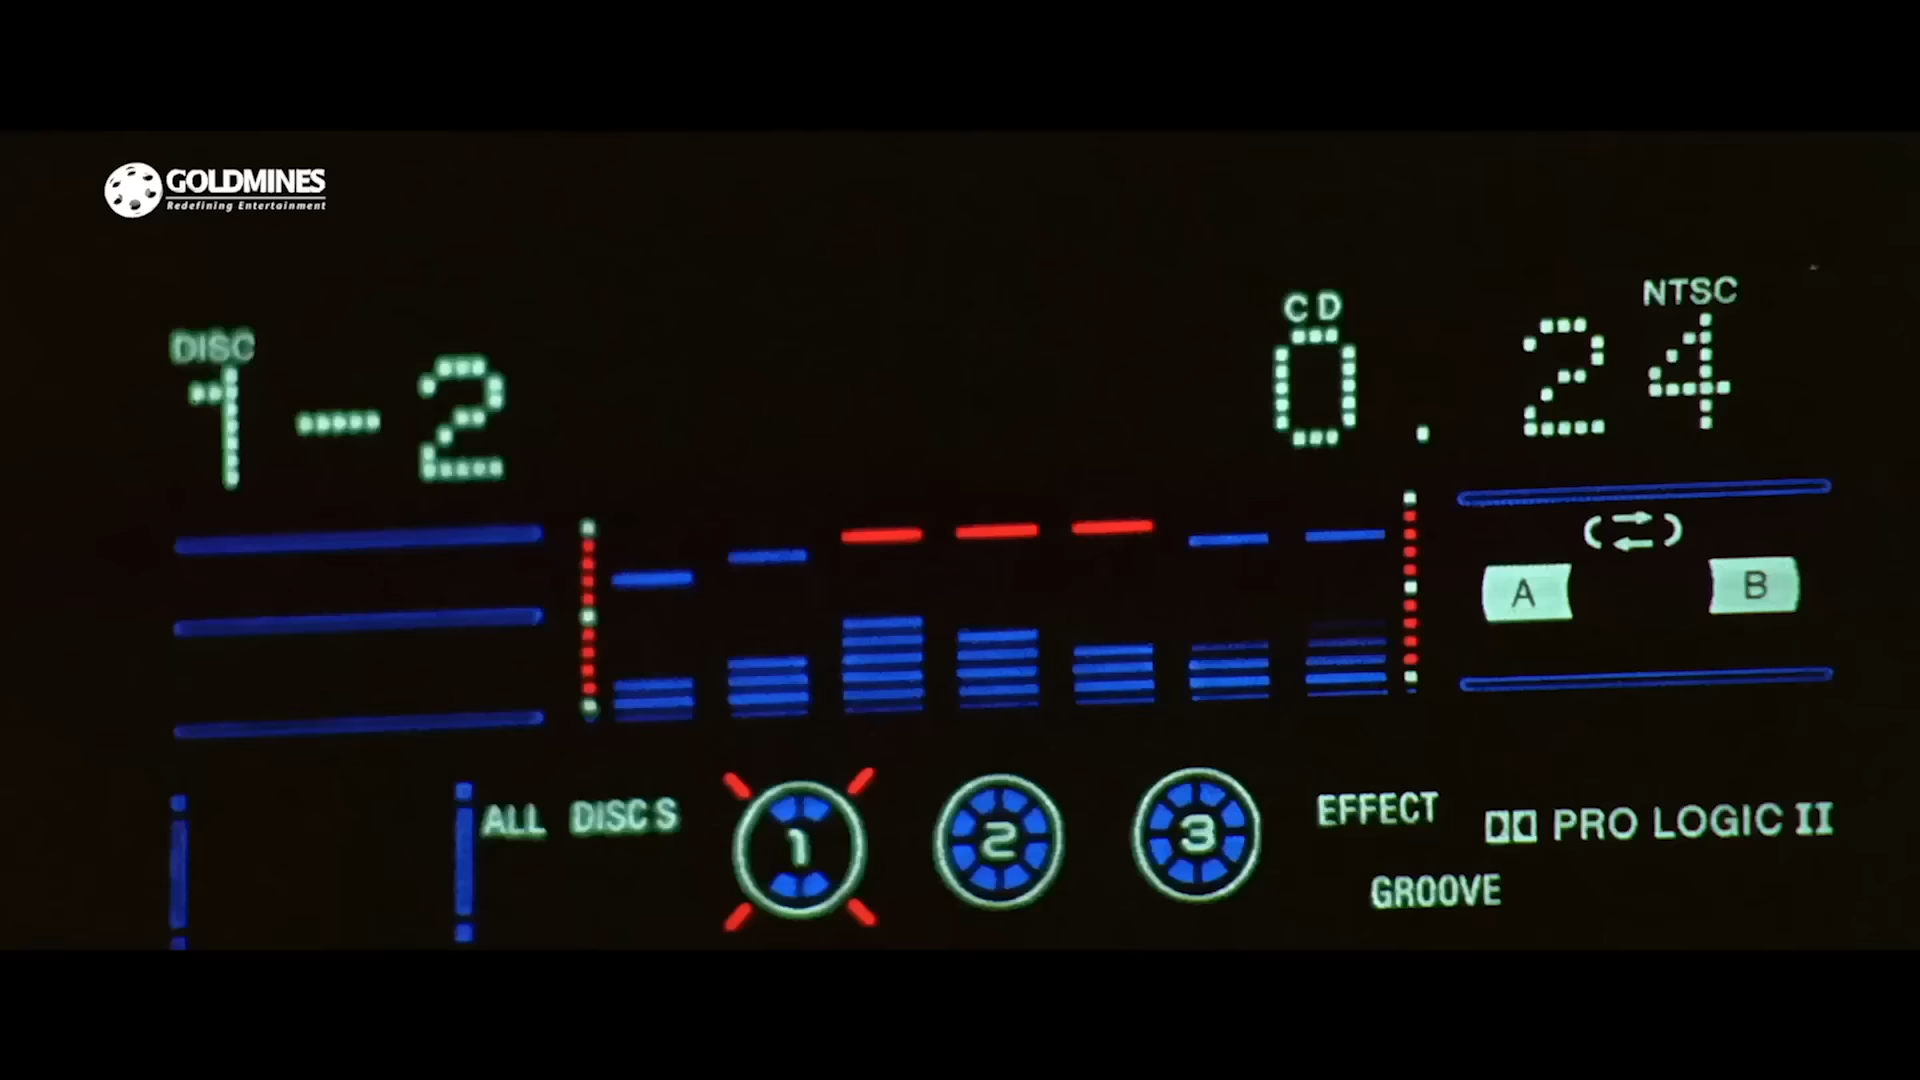 GOLDMINES
Redefining Entertainment
DISC
1-2
CD
NTSC
0.24
A
B
ALL DISCS
1
2
3
EFFECT
PRO LOGIC II
GROOVE